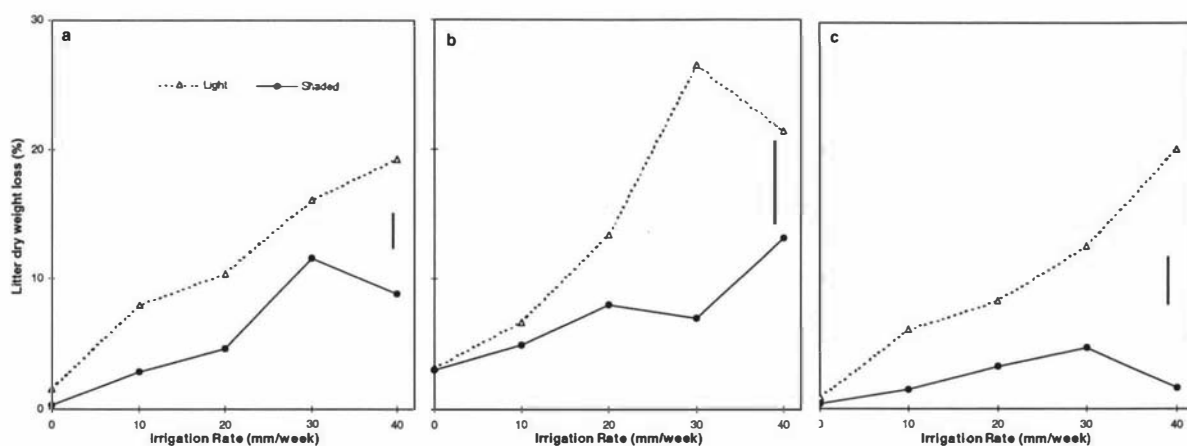 a
b
c
Light
Shaded
Litter dry weight loss (%)
30
20
10
0
0 10 20 30 40
Irrigation Rate (mm/week)
0 10 20 30 40
Irrigation Rate (mm/week)
0 10 20 30 40
Irrigation Rate (mm/week)